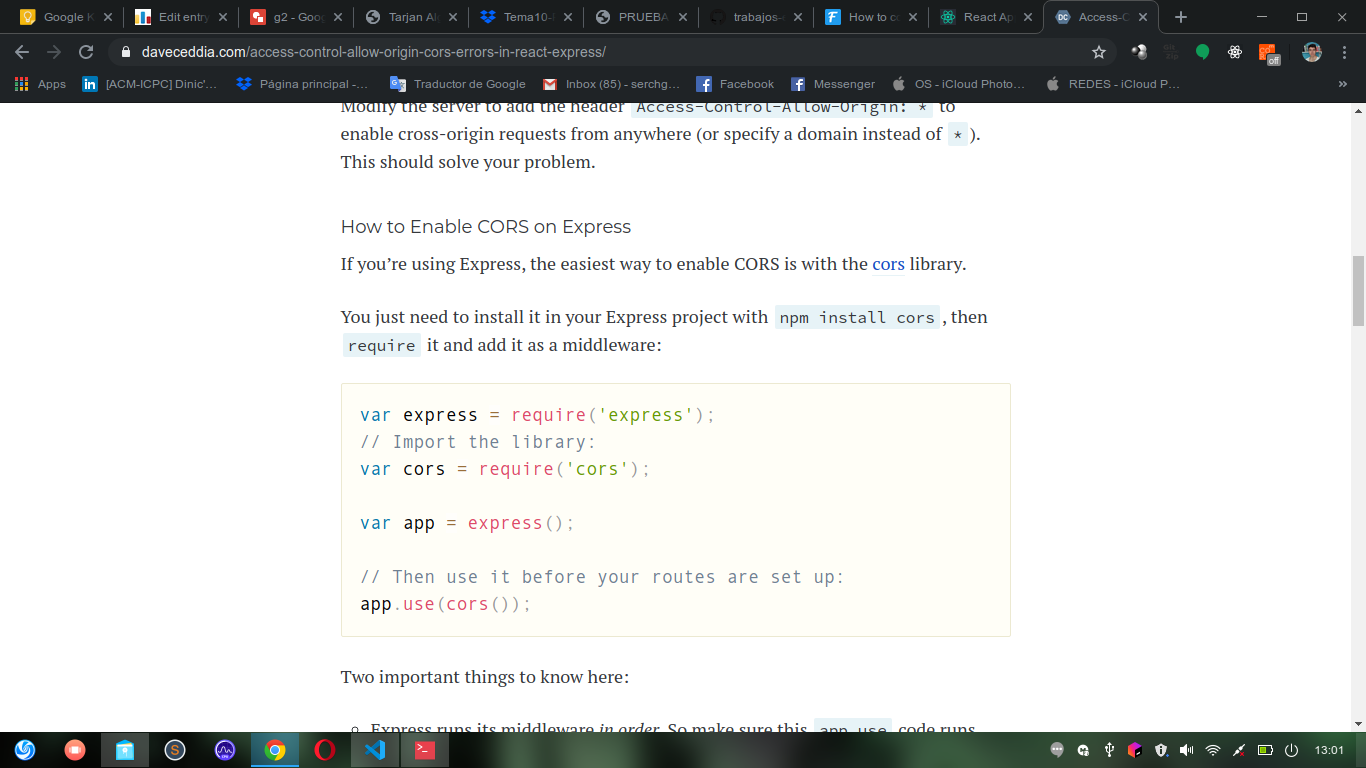 Google K
Edit entry
g2 - Goog
Tarjan Al
Tema10-
PRUEBA
trabajos-
How to c
React Ap
Access-C
daveceddia.com/access-control-allow-origin-cors-errors-in-react-express/
off
Apps
[ACM-ICPC] Dinic'...
Página principal -...
Traductor de Google
Inbox (85) - serchg...
Facebook
Messenger
OS - iCloud Photo...
REDES - iCloud P...
»
Modify the server to add the header Access-Control-Allow-Origin: * to
enable cross-origin requests from anywhere (or specify a domain instead of * ).
This should solve your problem.
How to Enable CORS on Express
If you’re using Express, the easiest way to enable CORS is with the cors library.
You just need to install it in your Express project with npm install cors , then
require it and add it as a middleware:
var express = require('express');
// Import the library:
var cors = require('cors');
var app = express();
// Then use it before your routes are set up:
app.use(cors());
Two important things to know here:
Express runs its middleware in order. So make sure this app.use code runs
13:01